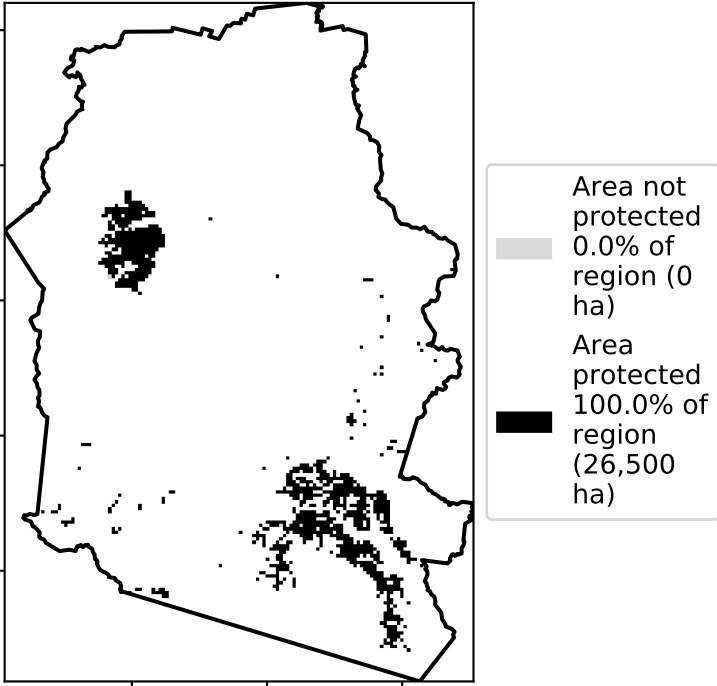 Area not
protected
0.0% of
region (0
ha)
Area
protected
100.0% of
region
(26,500
ha)